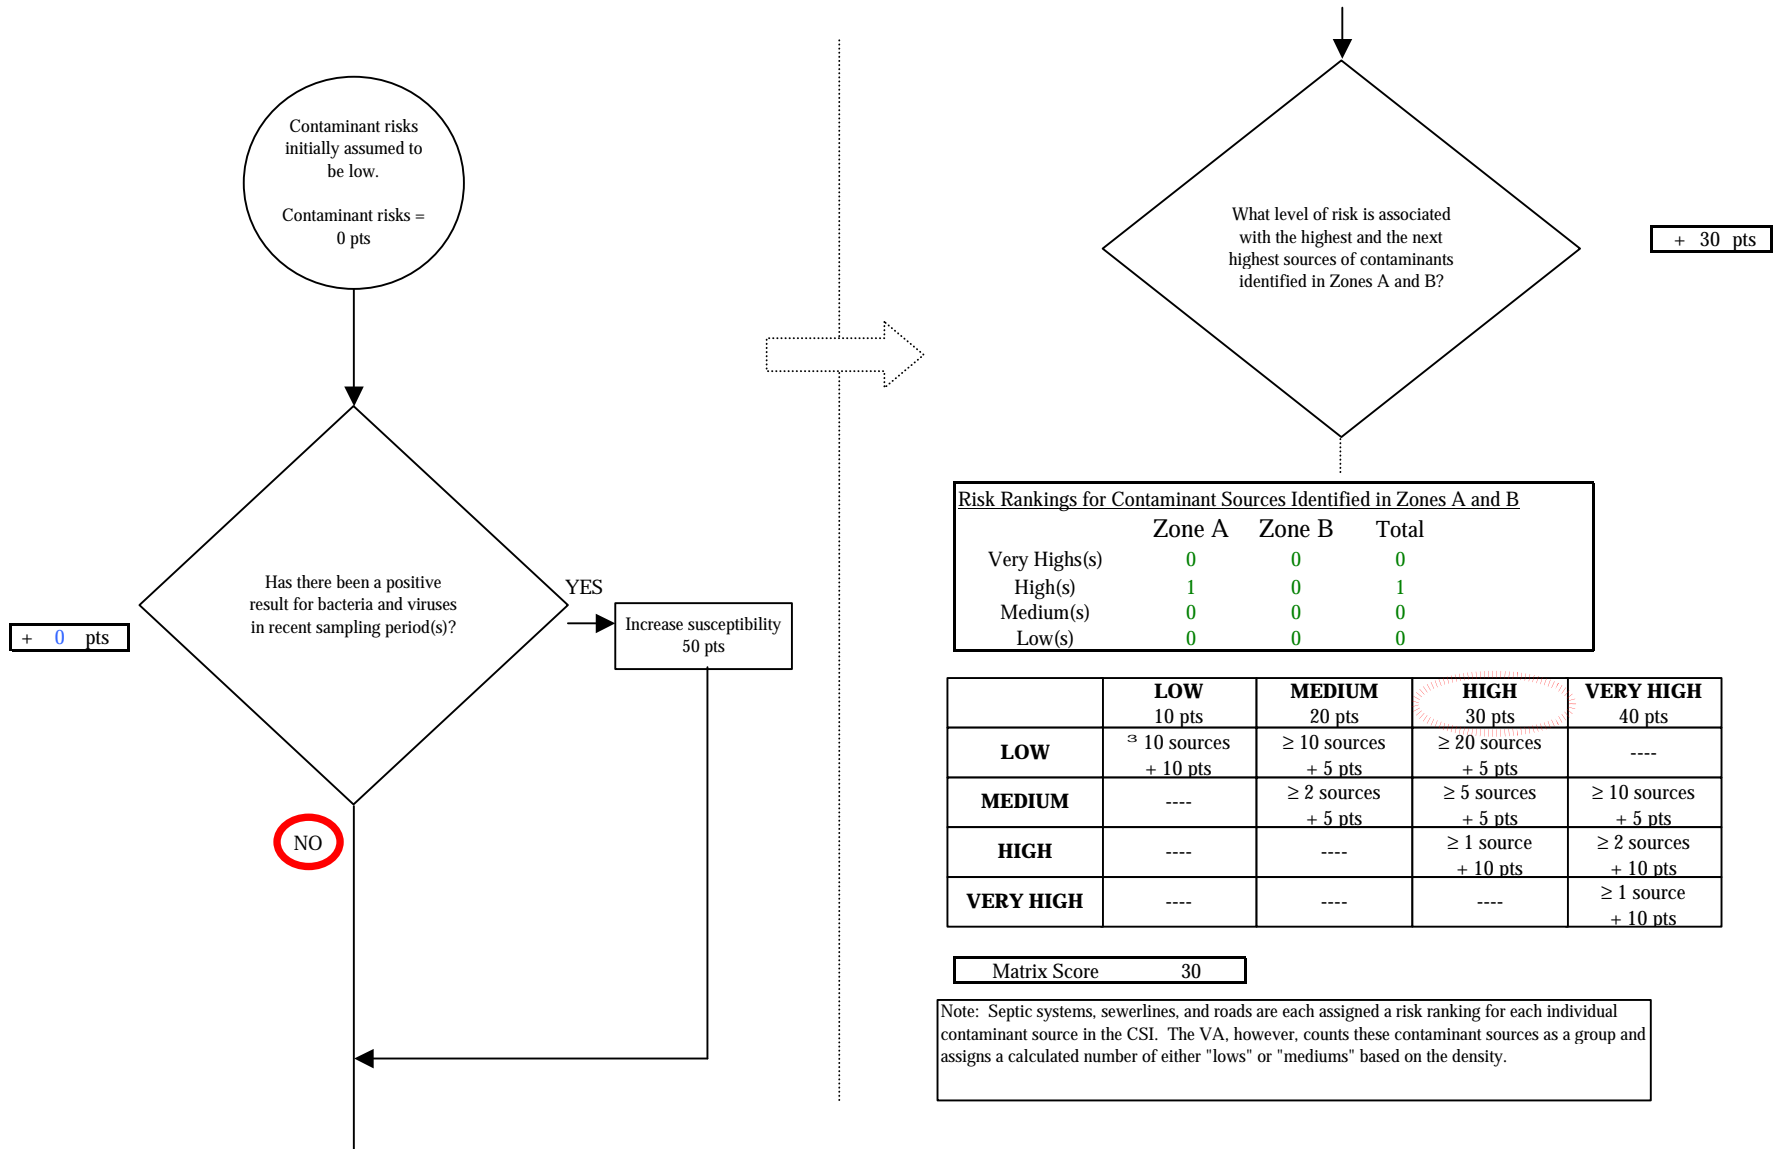 Contaminant risks
initially assumed to
be low.
Contaminant risks =
0 pts
Has there been a positive
result for bacteria and viruses
in recent sampling period(s)?
YES
+ 0 pts
Increase susceptibility
50 pts
NO
What level of risk is associated
with the highest and the next
highest sources of contaminants
identified in Zones A and B?
+ 30 pts
Risk Rankings for Contaminant Sources Identified in Zones A and B
Zone A Zone B Total
Very Highs(s) 0 0 0
High(s) 1 0 1
Medium(s) 0 0 0
Low(s) 0 0 0
LOW MEDIUM HIGH VERY HIGH
10 pts 20 pts 30 pts 40 pts
LOW ³ 10 sources ≥ 10 sources ≥ 20 sources ----
+ 10 pts + 5 pts + 5 pts
MEDIUM ---- ≥ 2 sources ≥ 5 sources ≥ 10 sources
+ 5 pts + 5 pts + 5 pts
HIGH ---- ---- ≥ 1 source ≥ 2 sources
+ 10 pts + 10 pts
VERY HIGH ---- ---- ---- ≥ 1 source
+ 10 pts
Matrix Score 30
Note: Septic systems, sewerlines, and roads are each assigned a risk ranking for each individual
contaminant source in the CSI. The VA, however, counts these contaminant sources as a group and
assigns a calculated number of either "lows" or "mediums" based on the density.